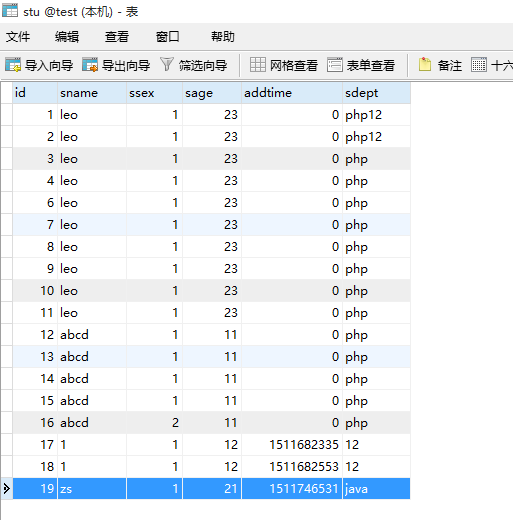 stu @test (本机) - 表
文件 编辑 查看 窗口 帮助
导入向导 导出向导 筛选向导 网格查看 表单查看 备注 十六
id sname ssex sage addtime sdept
1 leo 1 23 0 php12
2 leo 1 23 0 php12
3 leo 1 23 0 php
4 leo 1 23 0 php
6 leo 1 23 0 php
7 leo 1 23 0 php
8 leo 1 23 0 php
9 leo 1 23 0 php
10 leo 1 23 0 php
11 leo 1 23 0 php
12 abcd 1 11 0 php
13 abcd 1 11 0 php
14 abcd 1 11 0 php
15 abcd 1 11 0 php
16 abcd 2 11 0 php
17 1 1 12 1511682335 12
18 1 1 12 1511682553 12
19 zs 1 21 1511746531 java